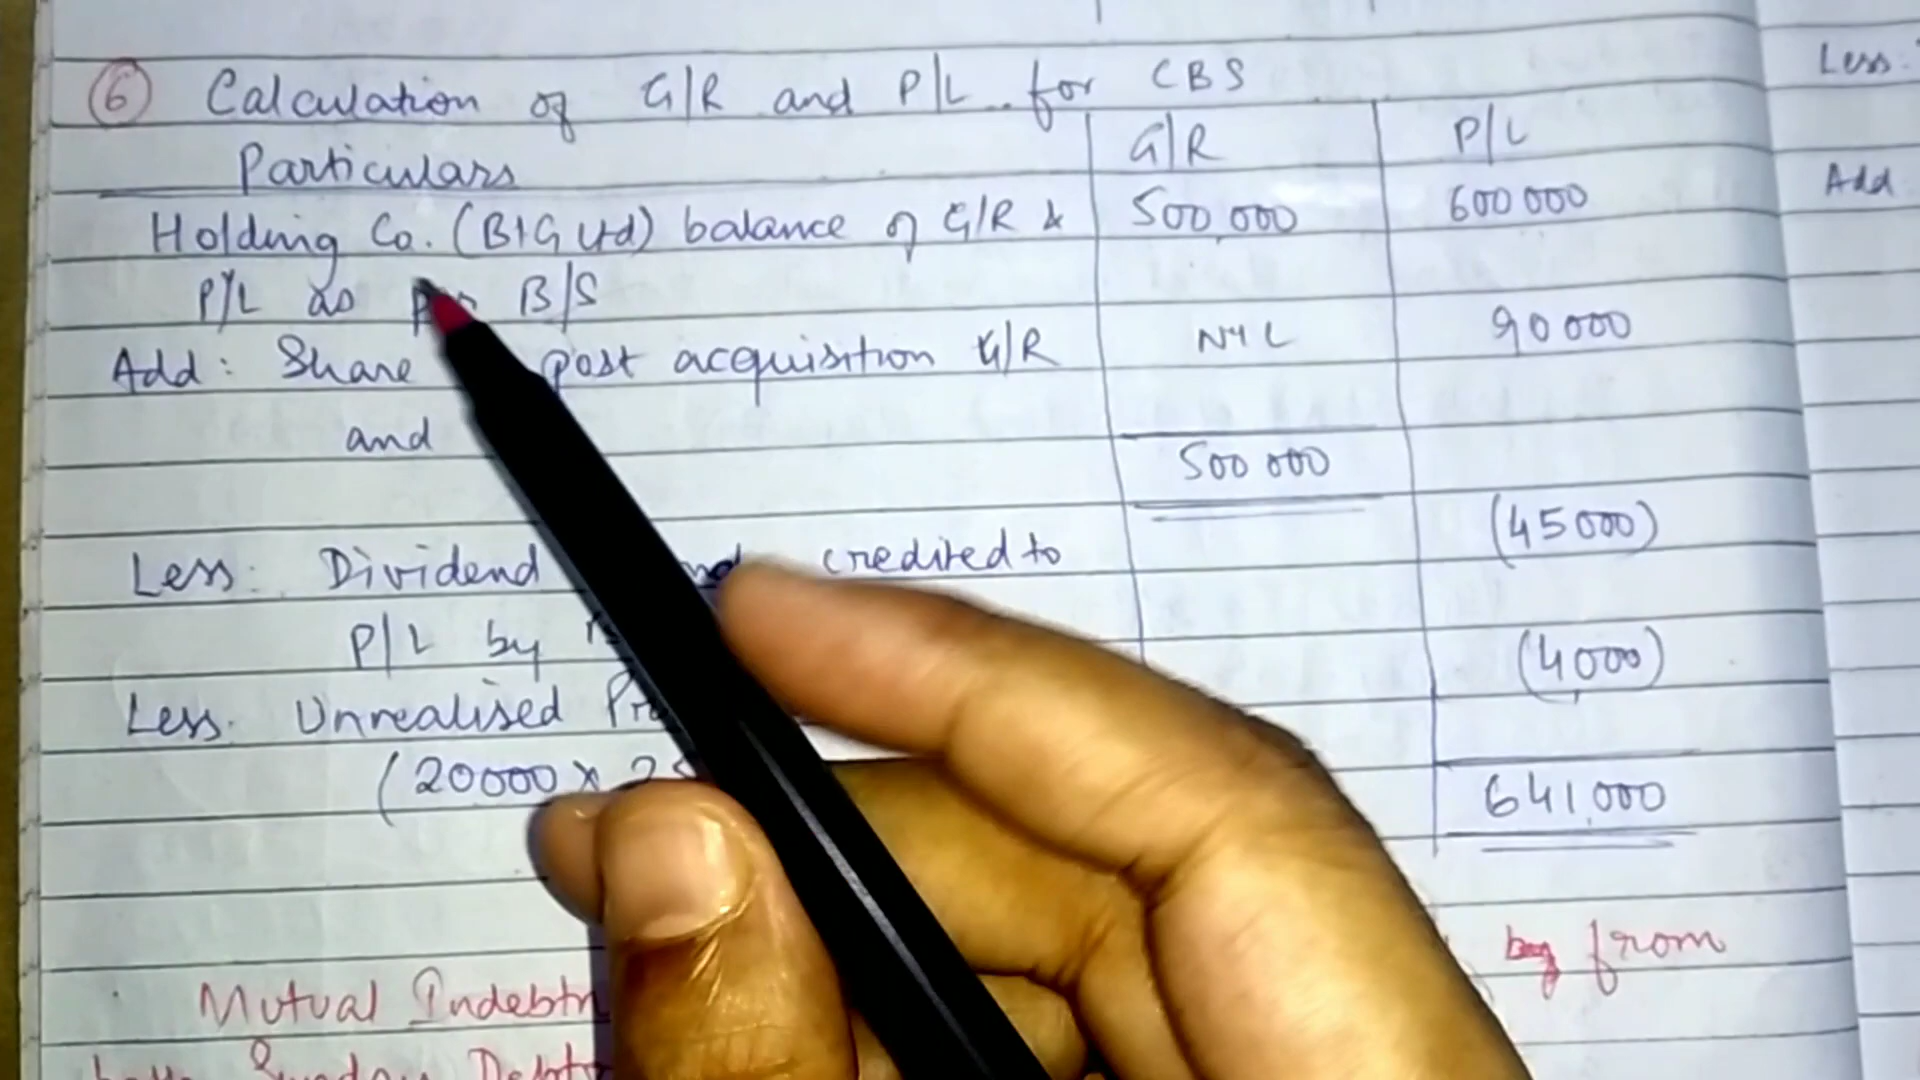 6 Calculation of G/R and P/L for CBS
Particulars G/R P/L
Holding Co. (BIG Ltd) balance of G/R & 500 000 600 000
P/L as per B/S
Add: Share post acquisition G/R NIL 90 000
and
500 000
Less: Dividend credited to (45000)
P/L by
Less. Unrealised (4000)
(20000 x
641,000
from
Mutual
Sundry
Less:
Add